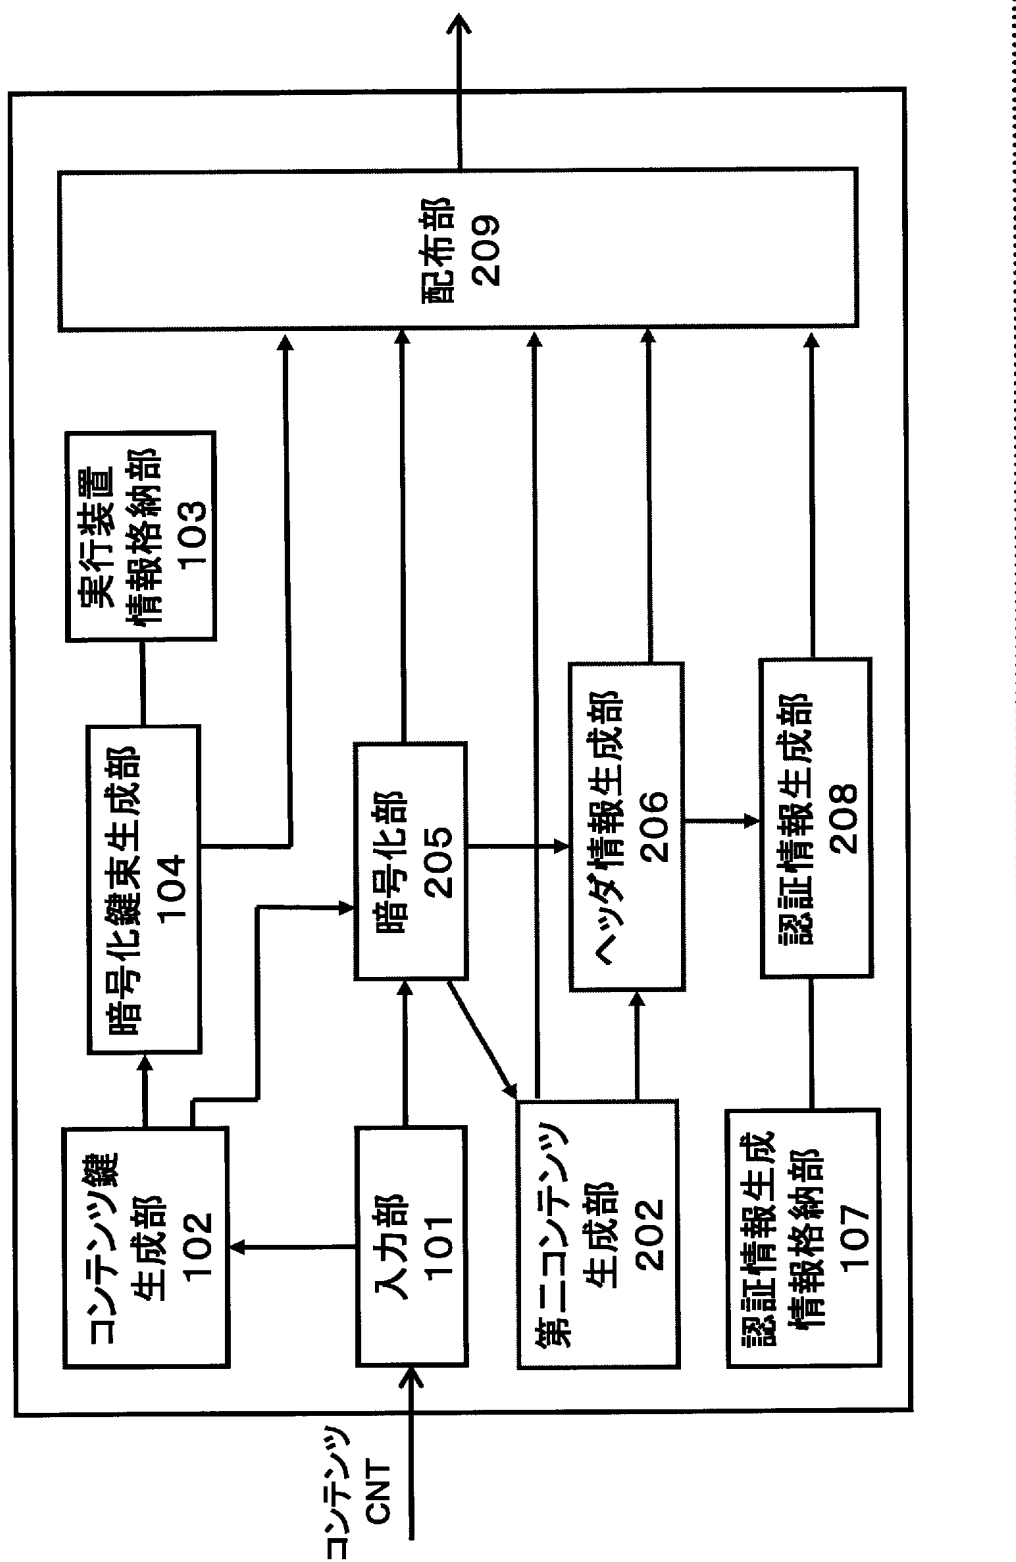 コンテンツ
CNT
コンテンツ鍵
生成部
102
暗号化鍵束生成部
104
実行装置
情報格納部
103
入力部
101
暗号化部
205
配布部
209
第二コンテンツ
生成部
202
ヘッダ情報生成部
206
認証情報生成
情報格納部
107
認証情報生成部
208